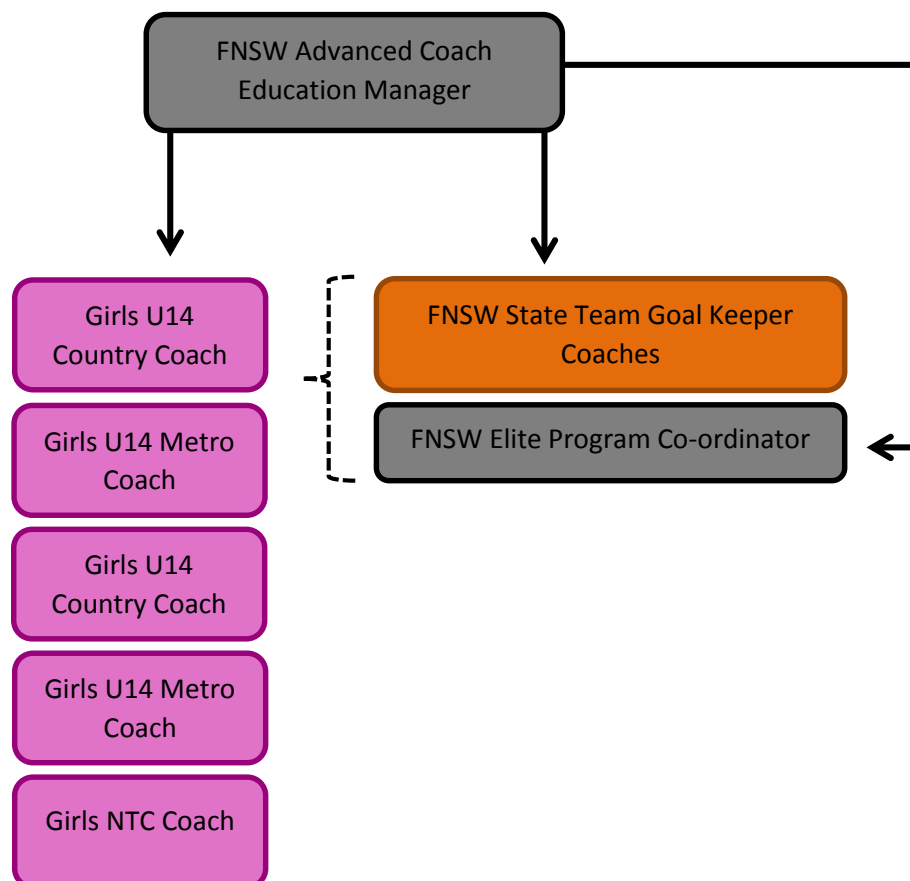 FNSW Advanced Coach
Education Manager
Girls U14
Country Coach
Girls U14 Metro
Coach
Girls U14
Country Coach
Girls U14 Metro
Coach
Girls NTC Coach
FNSW State Team Goal Keeper
Coaches
FNSW Elite Program Co-ordinator